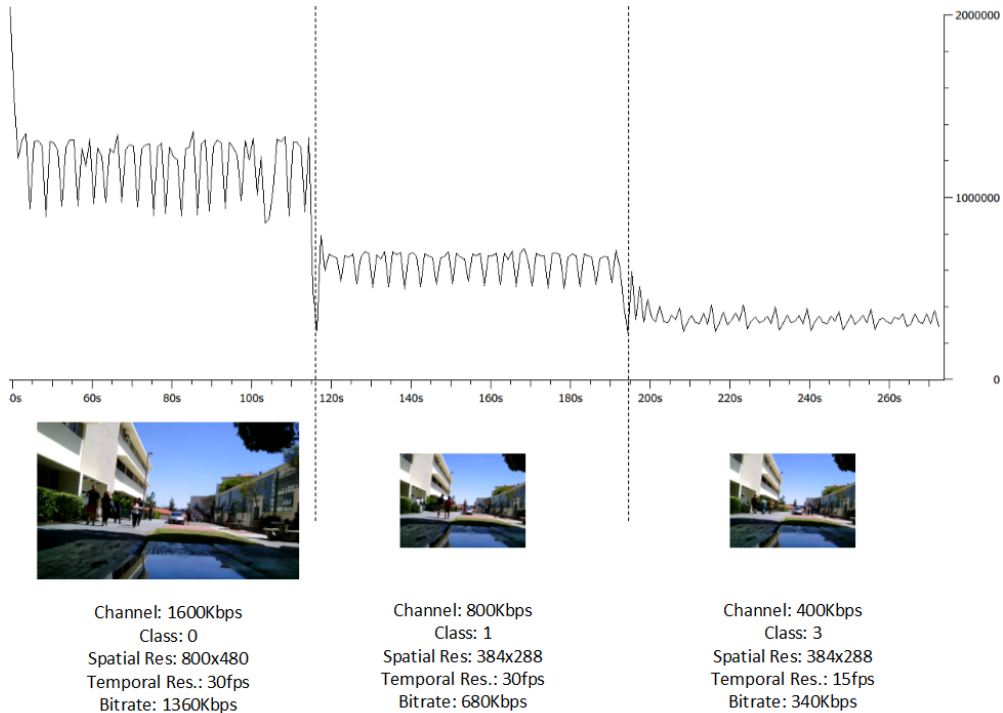 2000000
1000000
0
0s 60s 80s 100s 120s 140s 160s 180s 200s 220s 240s 260s
Channel: 1600Kbps
Class: 0
Spatial Res: 800x480
Temporal Res.: 30fps
Bitrate: 1360Kbps
Channel: 800Kbps
Class: 1
Spatial Res: 384x288
Temporal Res.: 30fps
Bitrate: 680Kbps
Channel: 400Kbps
Class: 3
Spatial Res: 384x288
Temporal Res.: 15fps
Bitrate: 340Kbps